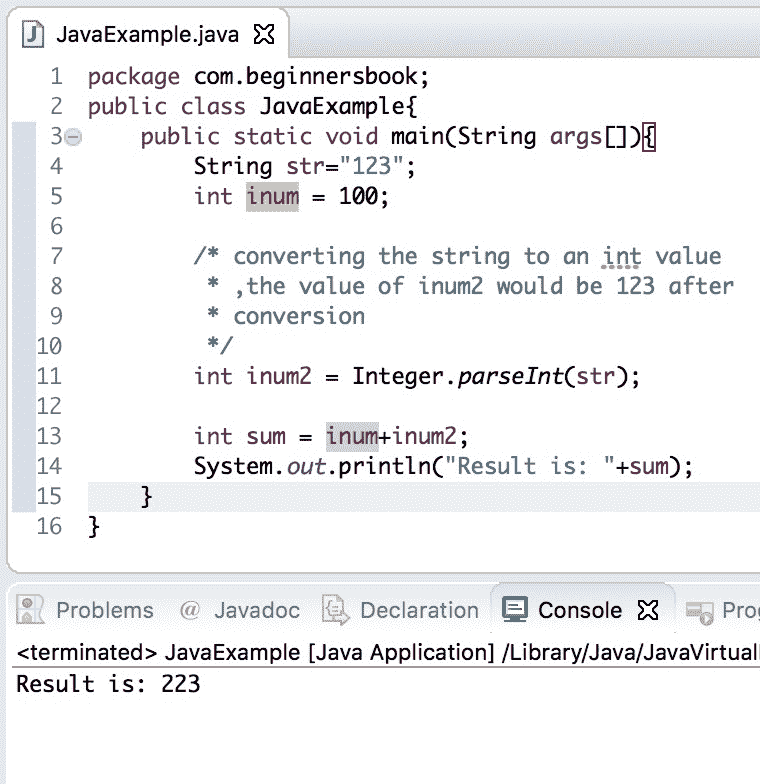 JavaExample.java
1 package com.beginnersbook;
2 public class JavaExample{
3 public static void main(String args[]){
4 String str="123";
5 int inum = 100;
6
7 /* converting the string to an int value
8 * ,the value of inum2 would be 123 after
9 * conversion
10 */
11 int inum2 = Integer.parseInt(str);
12
13 int sum = inum+inum2;
14 System.out.println("Result is: "+sum);
15 }
16 }
Problems @ Javadoc Declaration Console
<terminated> JavaExample [Java Application] /Library/Java/
Result is: 223